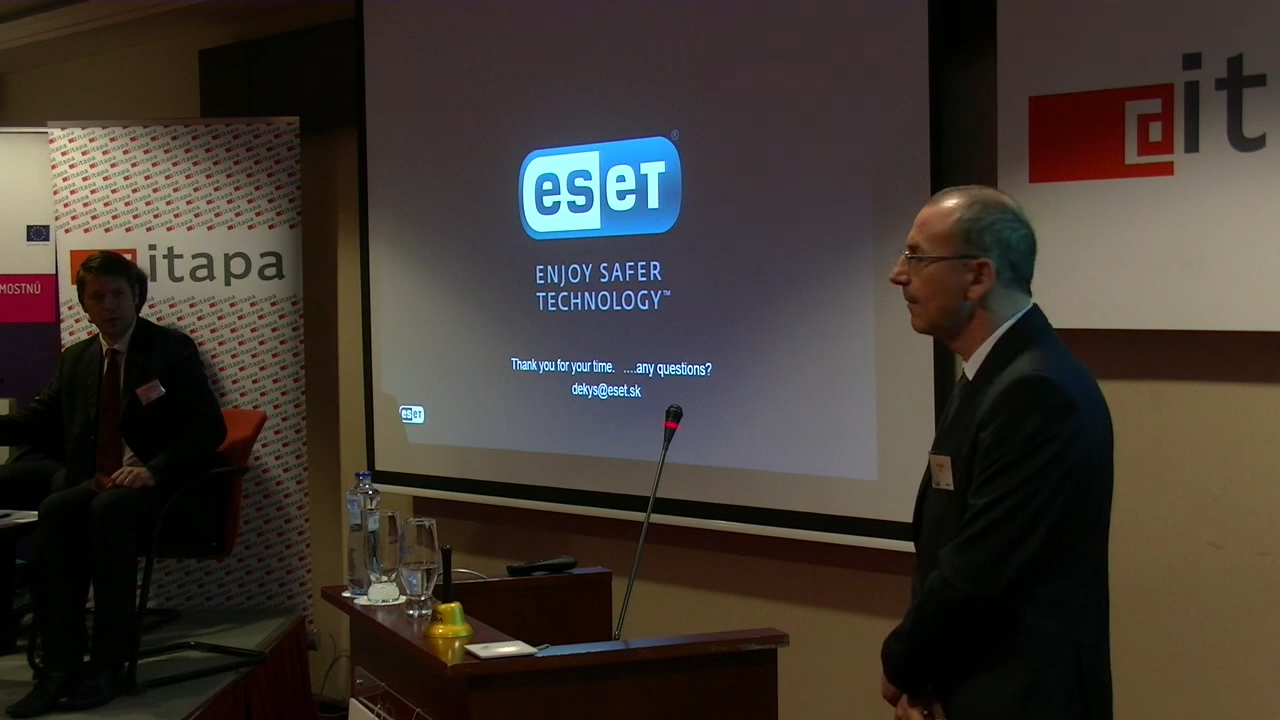 MOSTNÚ
itapa
eset
®
ENJOY SAFER
TECHNOLOGY™
Thank you for your time. ....any questions?
dekys@eset.sk
eset
it